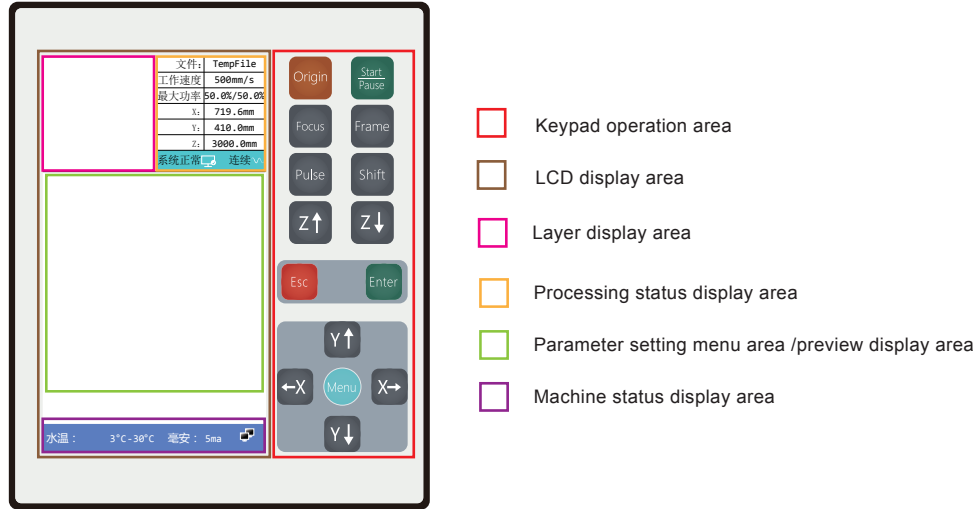 文件: TempFile
工作速度 500mm/s
最大功率 50.0%/50.0%
X: 719.6mm
Y: 410.0mm
Z: 3000.0mm
系统正常 连续
水温: 3°C-30°C 毫安: 5ma
Origin Start Pause
Focus Frame
Pulse Shift
Z↑ Z↓
Esc Enter
Y↑
←X Menu X→
Y↓
Keypad operation area
LCD display area
Layer display area
Processing status display area
Parameter setting menu area /preview display area
Machine status display area